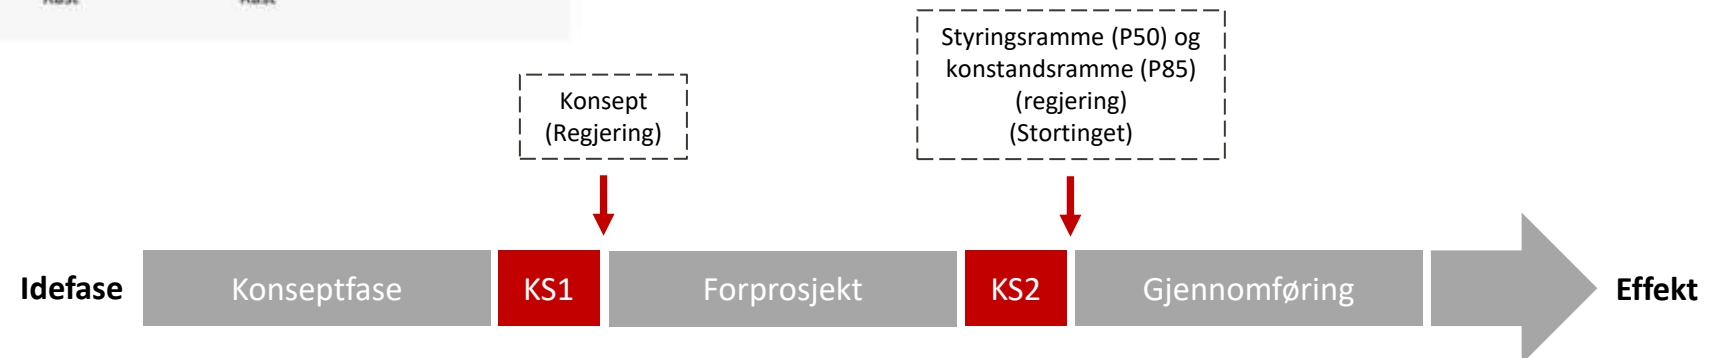 Styringsramme (P50) og
konstandsramme (P85)
(regjering)
(Stortinget)
Konsept
(Regjering)
Idefase
Konseptfase
KS1
Forprosjekt
KS2
Gjennomføring
Effekt